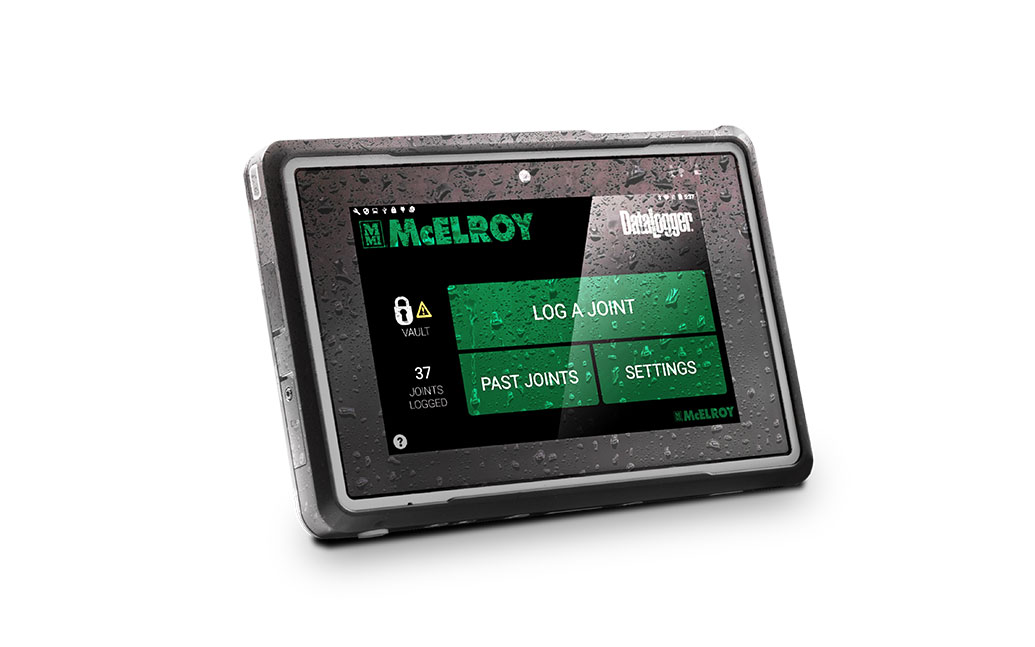 MCELROY
DataLogger
LOG A JOINT
VAULT
37
JOINTS
LOGGED
PAST JOINTS
SETTINGS
?
MCELROY